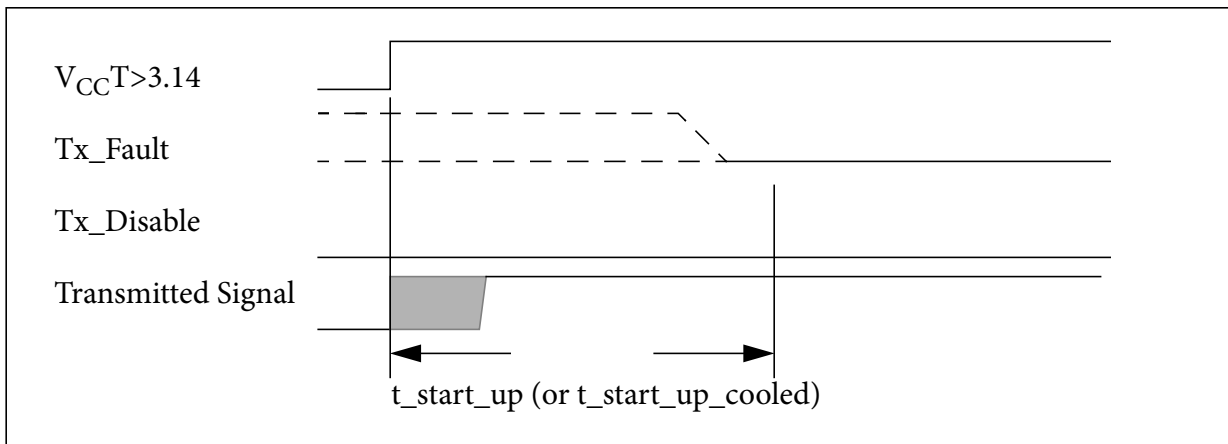 V_CCT>3.14
Tx_Fault
Tx_Disable
Transmitted Signal
t_start_up (or t_start_up_cooled)